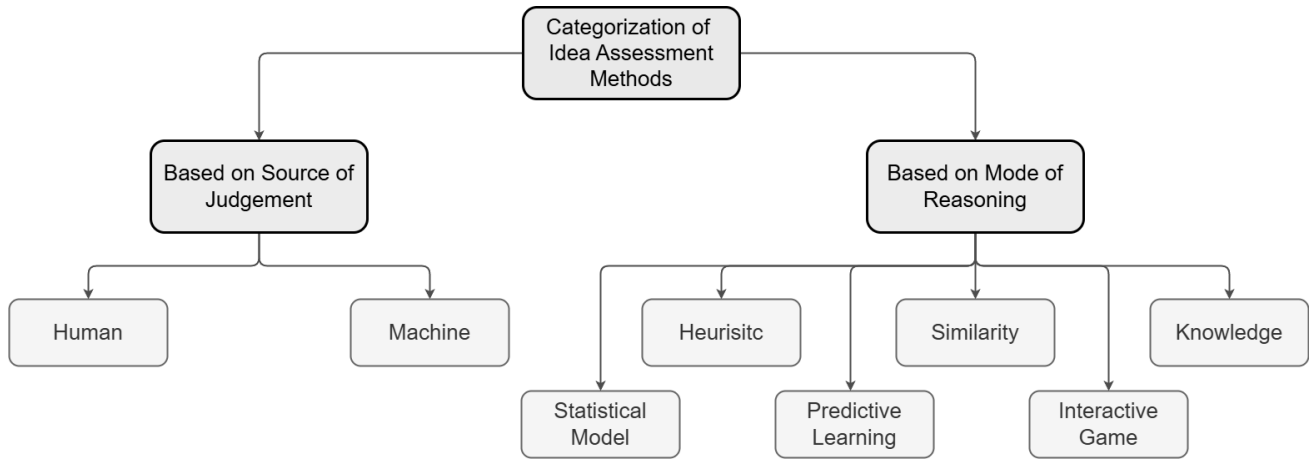 Categorization of
Idea Assessment
Methods
Based on Source of
Judgement
Based on Mode of
Reasoning
Human
Machine
Heurisitc
Similarity
Knowledge
Statistical
Model
Predictive
Learning
Interactive
Game